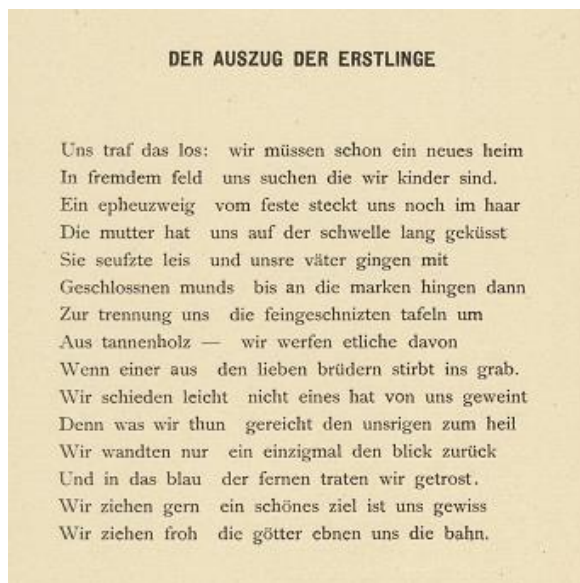 DER AUSZUG DER ERSTLINGE
Uns traf das los: wir müssen schon ein neues heim
In fremdem feld uns suchen die wir kinder sind.
Ein epheuzweig vom feste steckt uns noch im haar
Die mutter hat uns auf der schwelle lang geküsst
Sie seufzte leis und unsre väter gingen mit
Geschlossnen munds bis an die marken hingen dann
Zur trennung uns die feingeschnizten tafeln um
Aus tannenholz — wir werfen etliche davon
Wenn einer aus den lieben brüdern stirbt ins grab.
Wir schieden leicht nicht eines hat von uns geweint
Denn was wir thun gereicht den unsrigen zum heil
Wir wandten nur ein einzigmal den blick zurück
Und in das blau der fernen traten wir getrost.
Wir ziehen gern ein schönes ziel ist uns gewiss
Wir ziehen froh die götter ebnen uns die bahn.